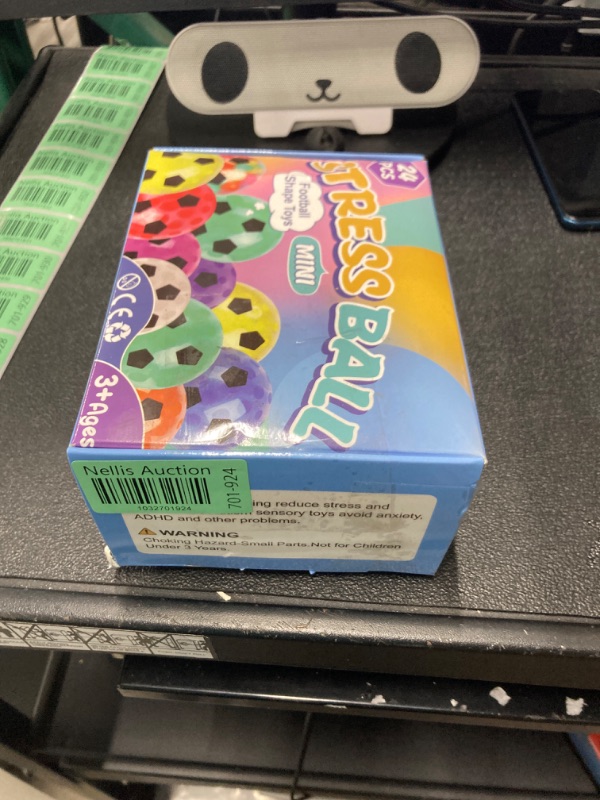 24
PCS
STRESS BALL
MINI
Football
Shape Toys
CE
3+Ages
Nellis Auction
1032701924
701-924
ing reduce stress and
sensory toys avoid anxiety,
ADHD and other problems.
WARNING
Choking Hazard-Small Parts.Not for Children
Under 3 Years